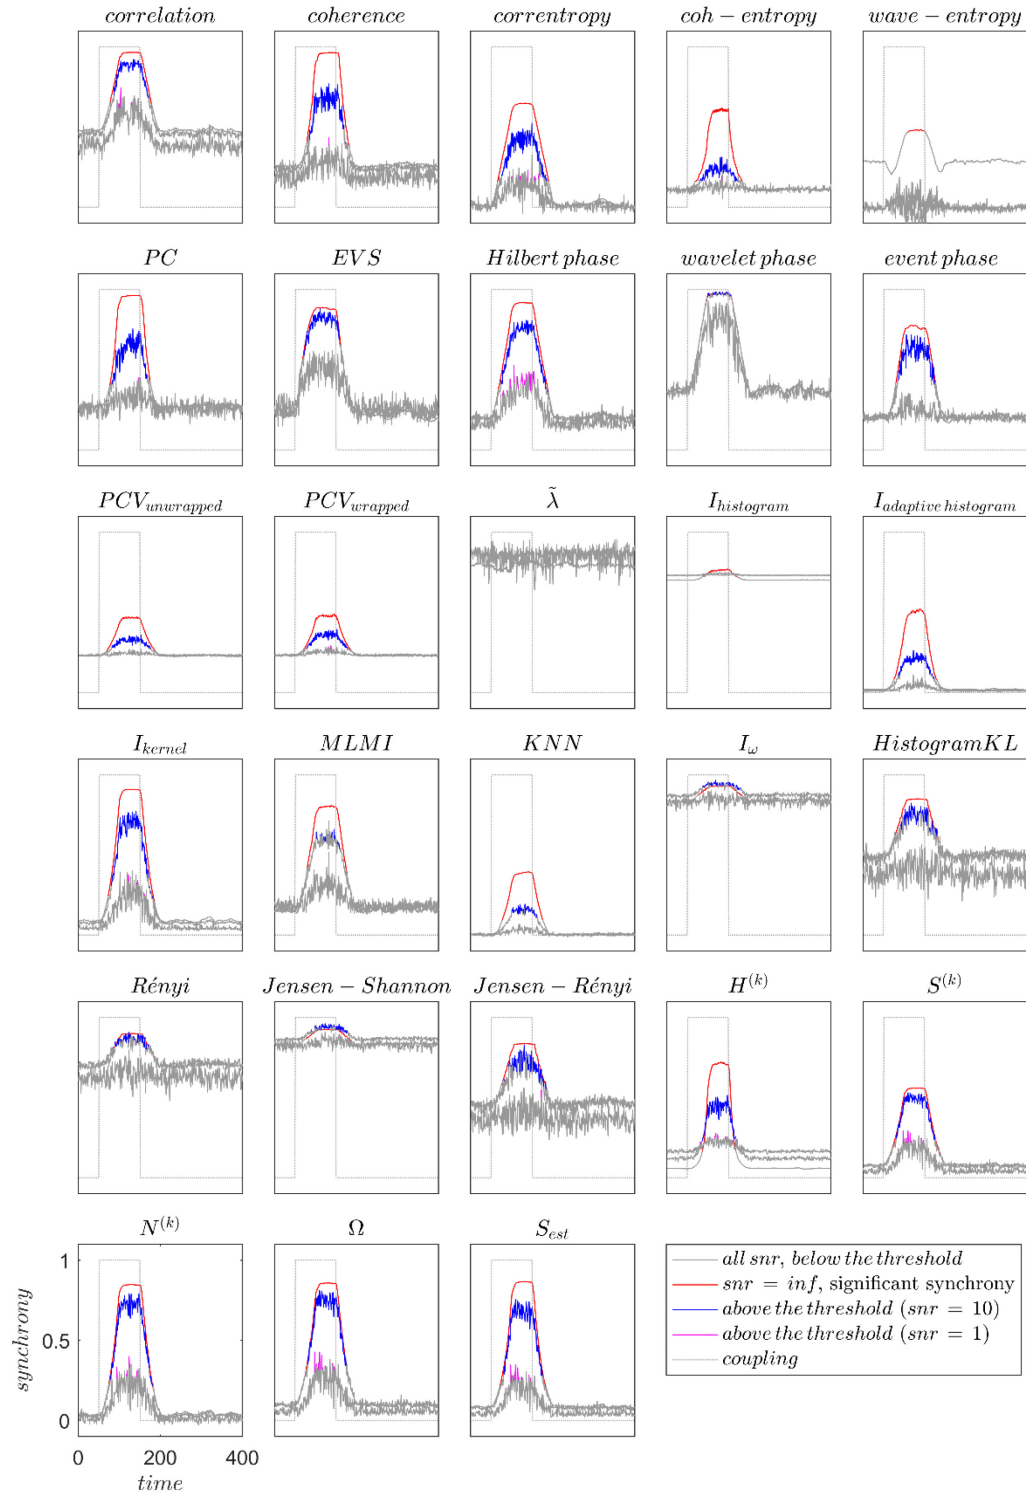 correlation coherence correntropy coh − entropy wave − entropy
PC EVS Hilbert phase wavelet phase event phase
PCV_unwrapped PCV_wrapped λ̃ I_histogram I_adaptive histogram
I_kernel MLMI KNN I_ω HistogramKL
Rényi Jensen − Shannon Jensen − Rényi H^(k) S^(k)
N^(k) Ω S_est
1
0.5
0
synchrony
0 200 400
time
all snr, below the threshold
snr = inf, significant synchrony
above the threshold (snr = 10)
above the threshold (snr = 1)
coupling